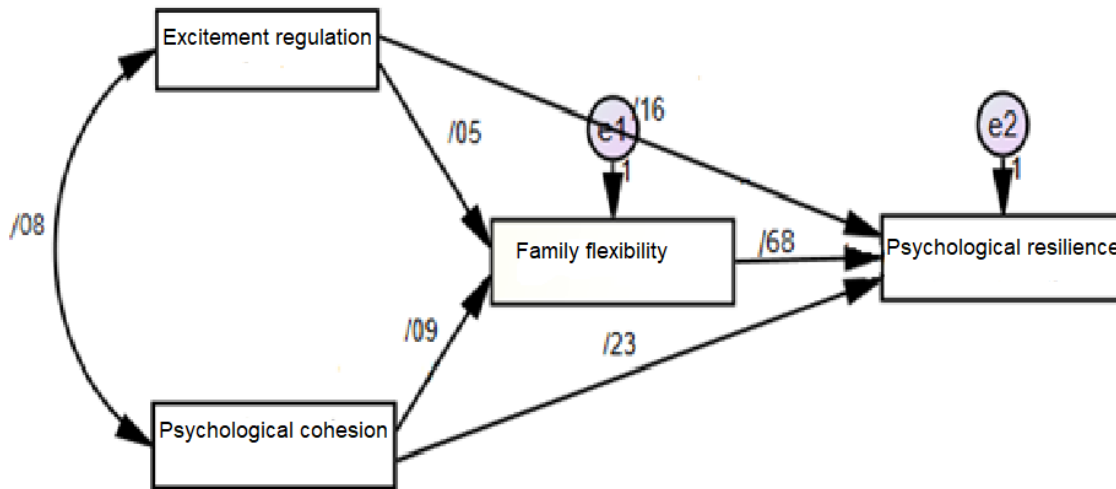 Excitement regulation
/16
e1
e2
/05
1
1
/08
Family flexibility
/68
Psychological resilience
/09
/23
Psychological cohesion